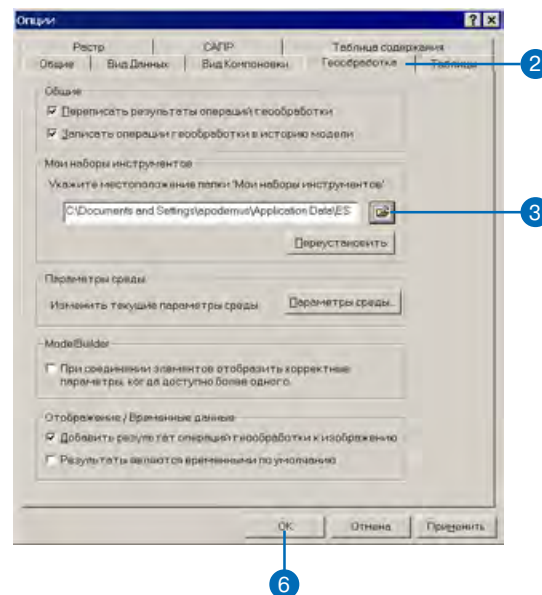 Опции
Растр САПР Таблица содержания
Общие Вид Данных Вид Компоновки Геообработка Таблицы
2
Общие
Переписать результаты операций геообработки
Записать операции геообработки в историю модели
Мои наборы инструментов
Укажите местоположение папки 'Мои наборы инструментов'
C:\Documents and Settings\apodemus\Application Data\ES
3
Переустановить
Параметры среды
Изменить текущие параметры среды Параметры среды...
ModelBuilder
При соединении элементов отобразить корректные
параметры, когда доступно более одного.
Отображение / Временные данные
Добавить результат операций геообработки к изображению
Результаты являются временными по умолчанию
OK Отмена Применить
6